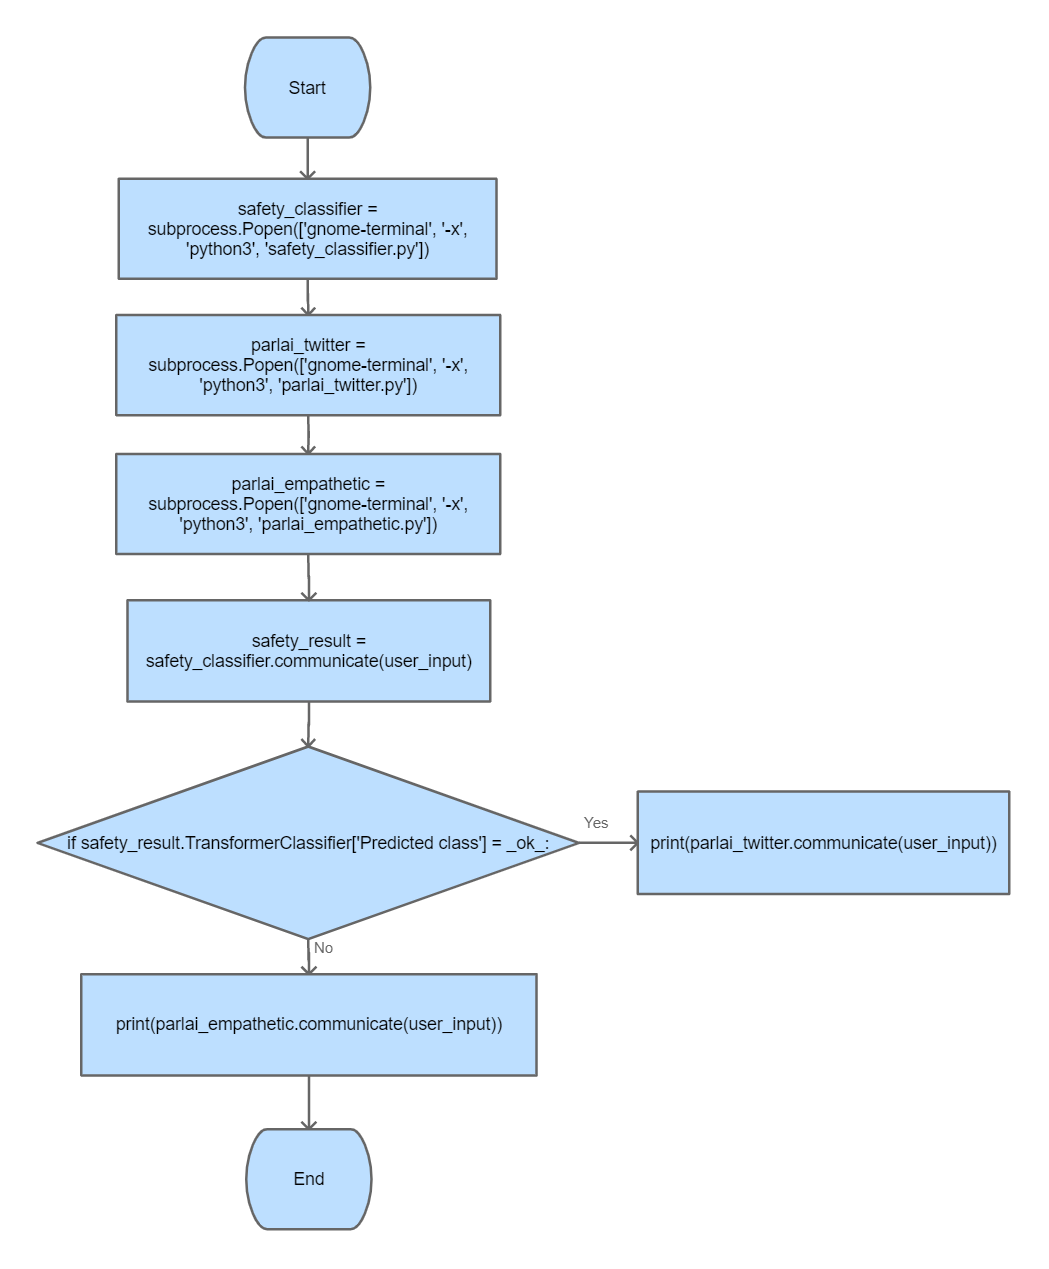 Start
safety_classifier =
subprocess.Popen(['gnome-terminal', '-x',
'python3', 'safety_classifier.py'])
parlai_twitter =
subprocess.Popen(['gnome-terminal', '-x',
'python3', 'parlai_twitter.py'])
parlai_empathetic =
subprocess.Popen(['gnome-terminal', '-x',
'python3', 'parlai_empathetic.py'])
safety_result =
safety_classifier.communicate(user_input)
if safety_result.TransformerClassifier['Predicted class'] = _ok_:
Yes
print(parlai_twitter.communicate(user_input))
No
print(parlai_empathetic.communicate(user_input))
End